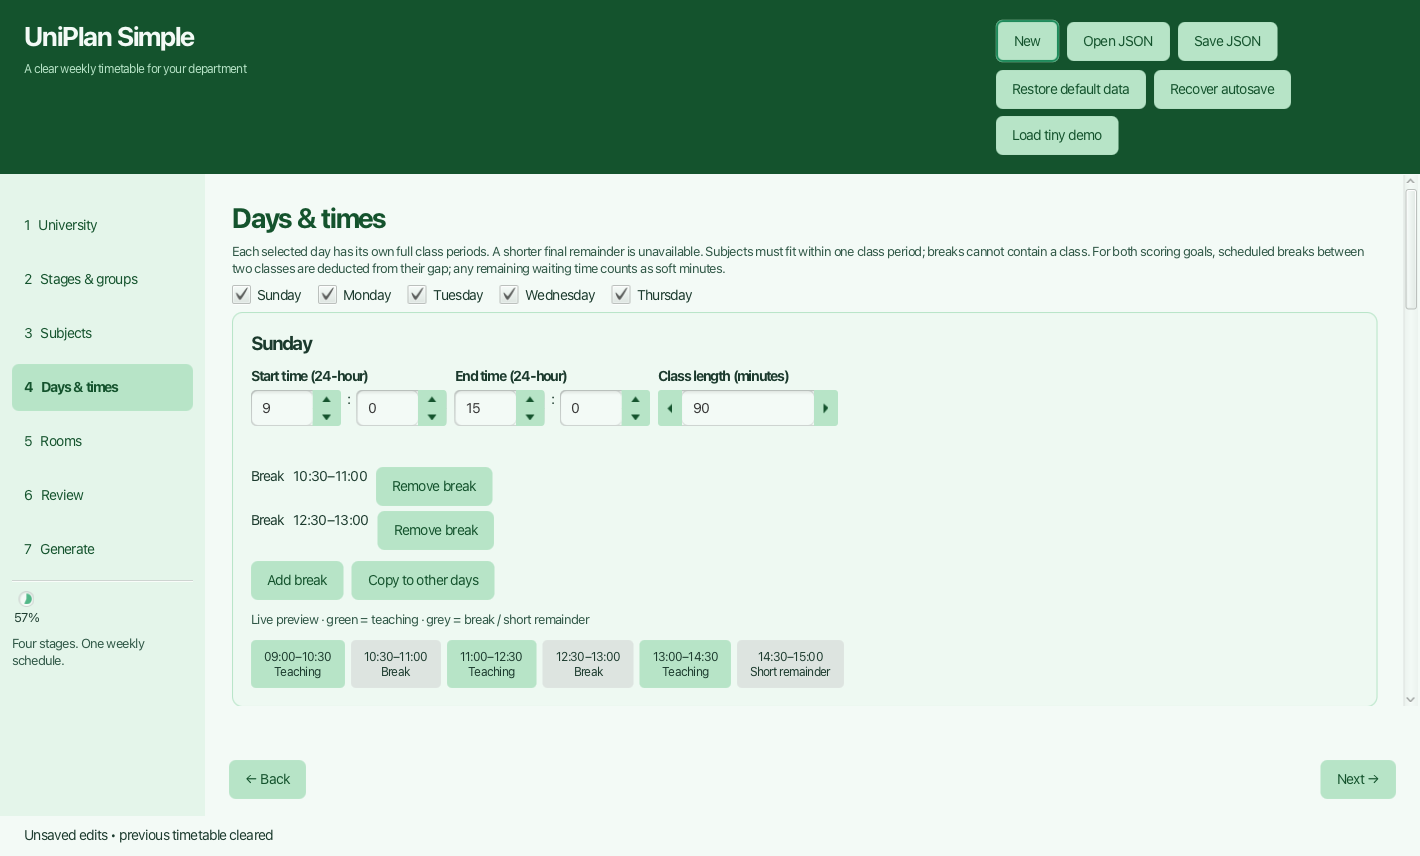 UniPlan Simple
A clear weekly timetable for your department
New
Open JSON
Save JSON
Restore default data
Recover autosave
Load tiny demo
1 University
2 Stages & groups
3 Subjects
4 Days & times
5 Rooms
6 Review
7 Generate
57%
Four stages. One weekly
schedule.
Days & times
Each selected day has its own full class periods. A shorter final remainder is unavailable. Subjects must fit within one class period; breaks cannot contain a class. For both scoring goals, scheduled breaks between
two classes are deducted from their gap; any remaining waiting time counts as soft minutes.
Sunday Monday Tuesday Wednesday Thursday
Sunday
Start time (24-hour) End time (24-hour) Class length (minutes)
9 : 0 15 : 0 90
Break 10:30–11:00 Remove break
Break 12:30–13:00 Remove break
Add break Copy to other days
Live preview · green = teaching · grey = break / short remainder
09:00–10:30 10:30–11:00 11:00–12:30 12:30–13:00 13:00–14:30 14:30–15:00
Teaching Break Teaching Break Teaching Short remainder
← Back
Next →
Unsaved edits • previous timetable cleared